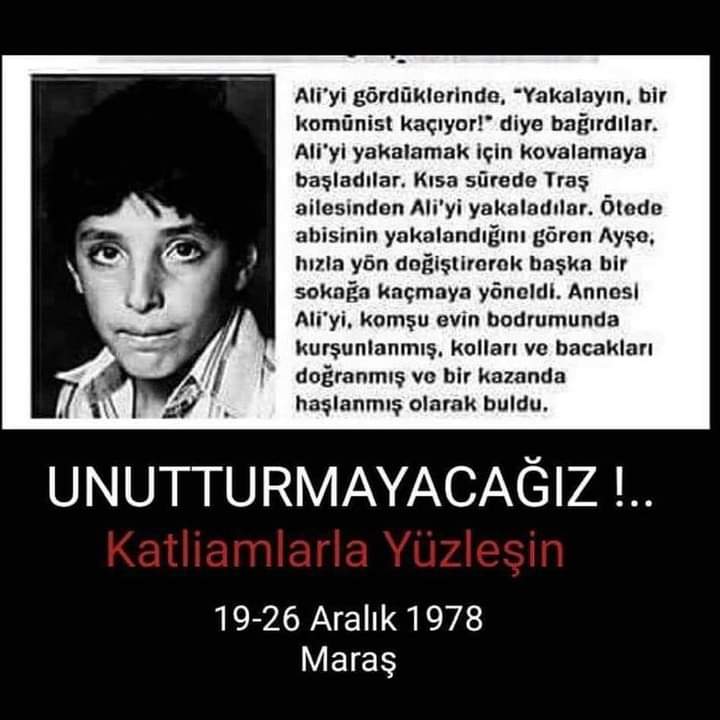 Ali'yi gördüklerinde, "Yakalayın, bir
komünist kaçıyor!" diye bağırdılar.
Ali'yi yakalamak için kovalamaya
başladılar. Kısa sürede Traş
ailesinden Ali'yi yakaladılar. Ötede
abisinin yakalandığını gören Ayşe,
hızla yön değiştirerek başka bir
sokağa kaçmaya yöneldi. Annesi
Ali'yi, komşu evin bodrumunda
kurşunlanmış, kolları ve bacakları
doğranmış ve bir kazanda
haşlanmış olarak buldu.
UNUTTURMAYACAĞIZ !..
Katliamlarla Yüzleşin
19-26 Aralık 1978
Maraş